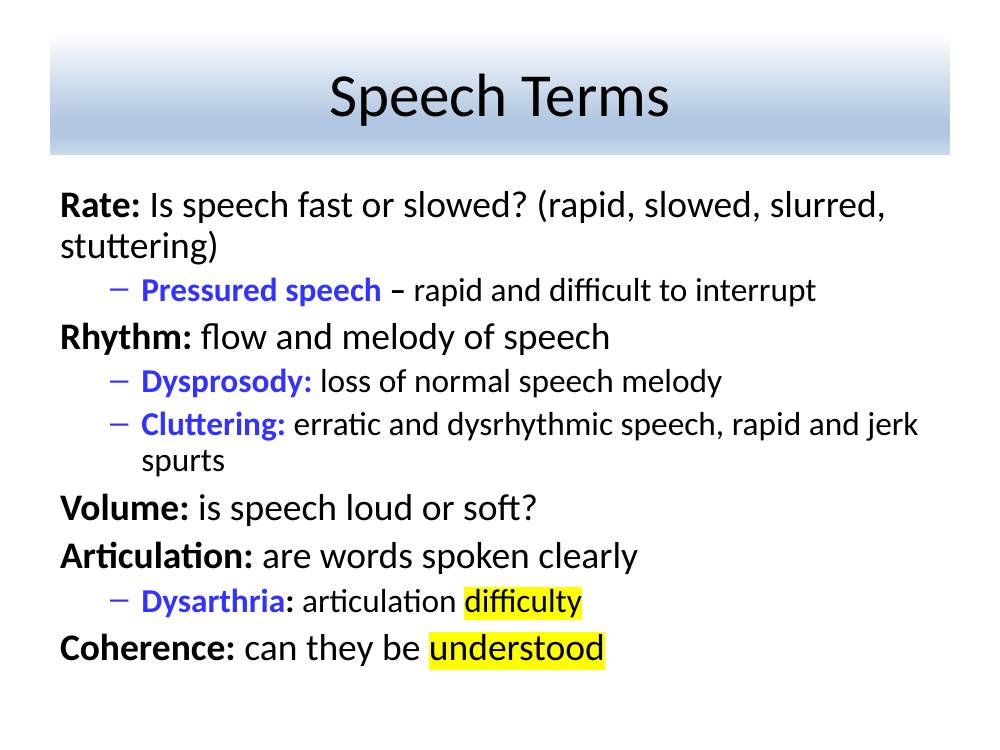 Speech Terms
Rate: Is speech fast or slowed? (rapid, slowed, slurred,
stuttering)
– Pressured speech – rapid and difficult to interrupt
Rhythm: flow and melody of speech
– Dysprosody: loss of normal speech melody
– Cluttering: erratic and dysrhythmic speech, rapid and jerk
spurts
Volume: is speech loud or soft?
Articulation: are words spoken clearly
– Dysarthria: articulation difficulty
Coherence: can they be understood